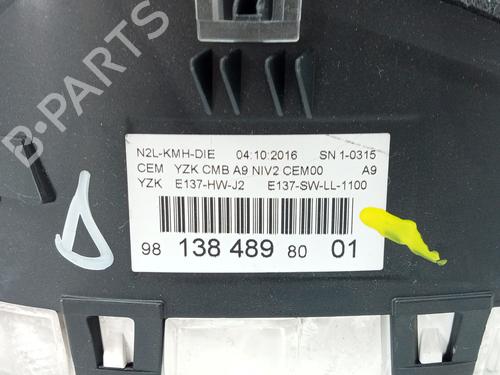 N2L-KMH-DIE 04.10.2016 SN 1-0315
CEM YZK CMB A9 NIV2 CEM00 A9
YZK E137-HW-J2 E137-SW-LL-1100
98 138 489 80 01
B-PARTS